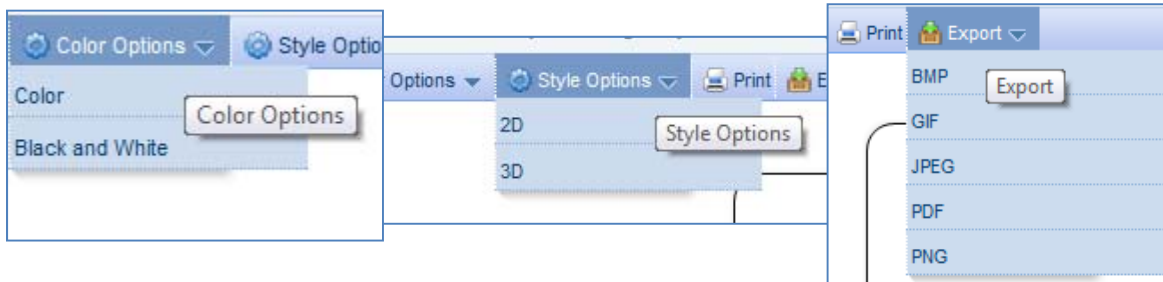 Color Options Style Optio
Color
Color Options
Black and White
Options Style Options Print E
2D
Style Options
3D
Print Export
BMP
Export
GIF
JPEG
PDF
PNG